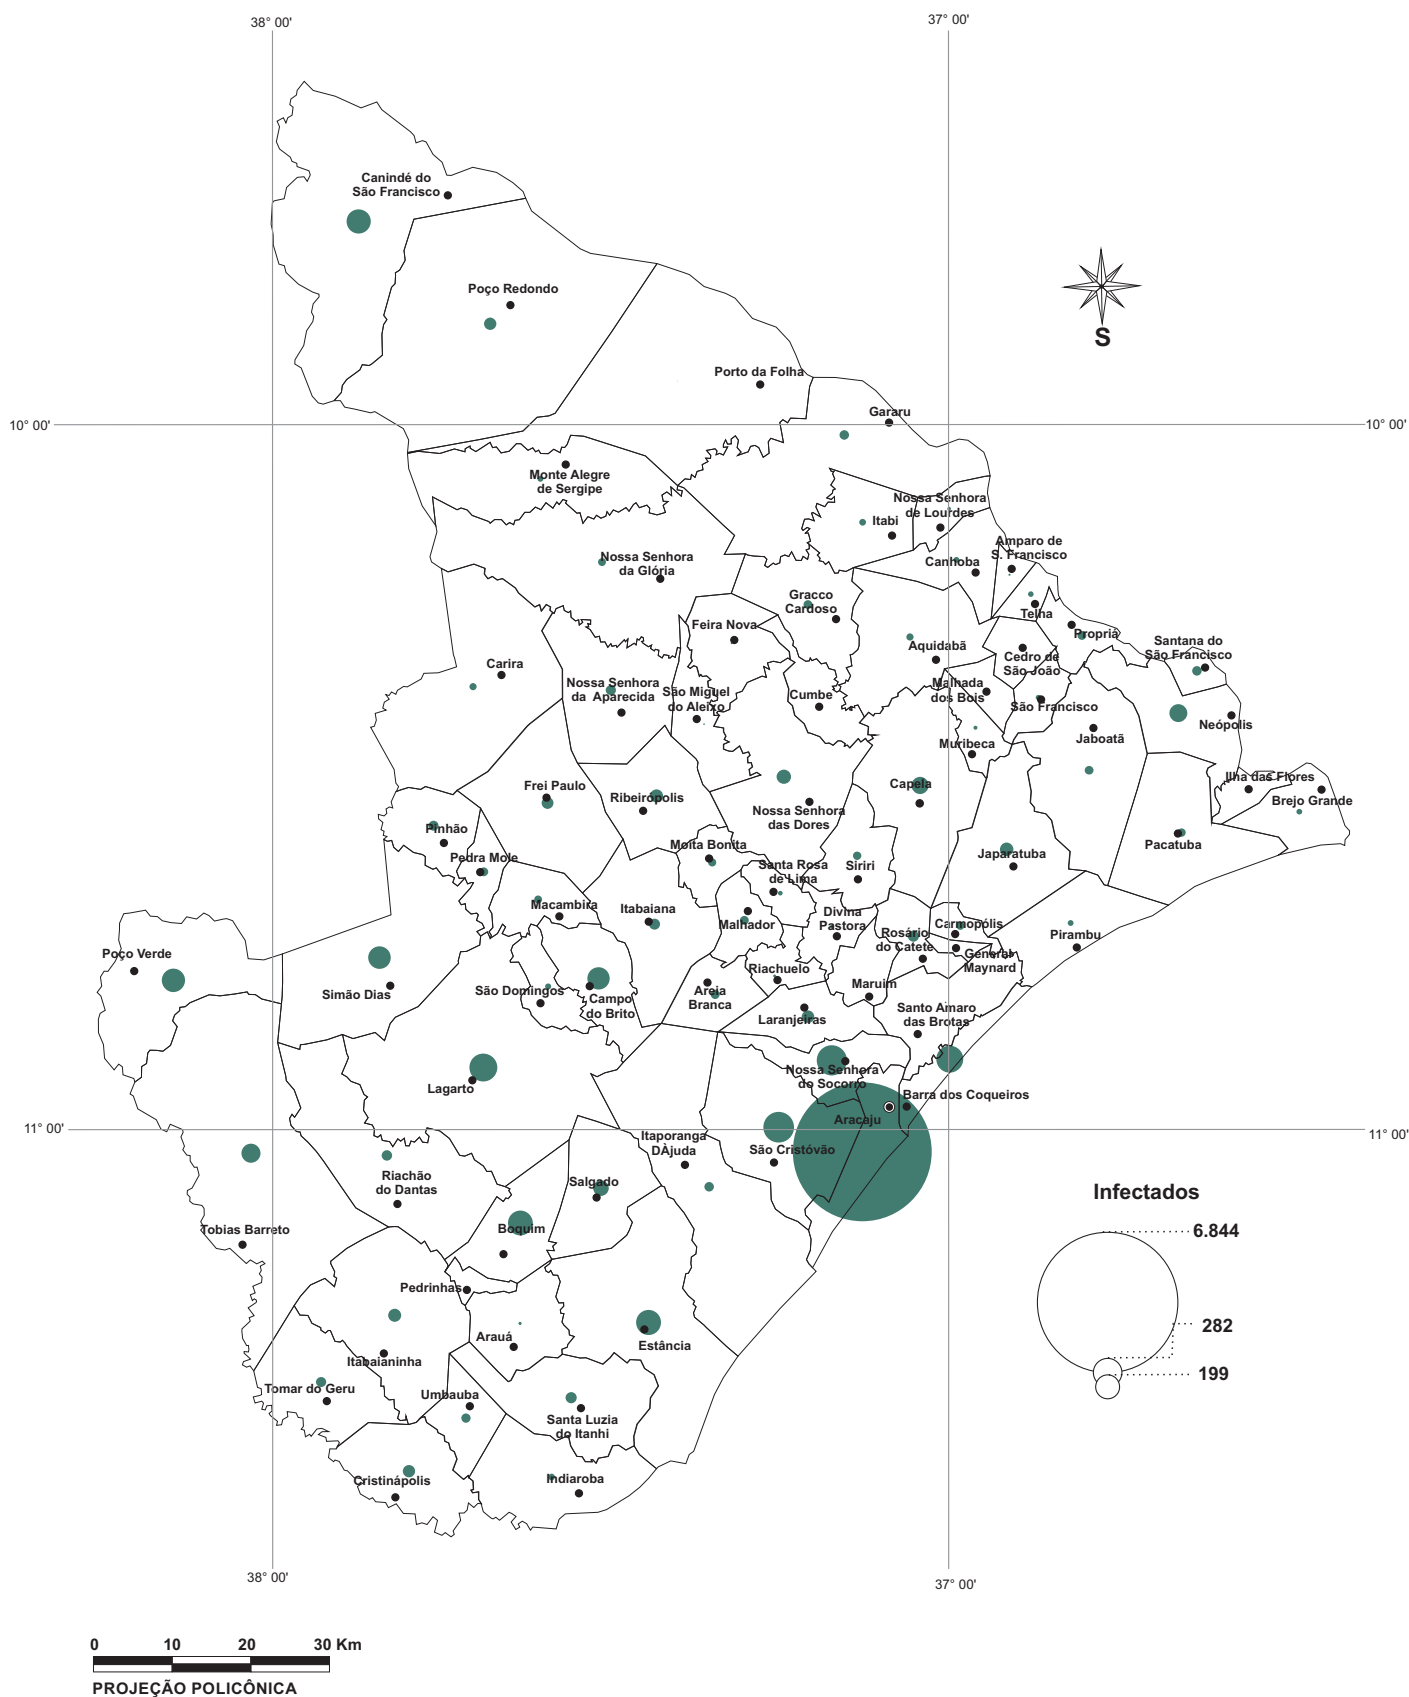 38° 00'
37° 00'
Canindé do
São Francisco
Poço Redondo
S
Porto da Folha
Gararu
10° 00'
10° 00'
Monte Alegre
de Sergipe
Nossa Senhora
de Lourdes
Itabi
Amparo de
S. Francisco
Nossa Senhora
da Glória
Canhoba
Gracco
Cardoso
Telha
Feira Nova
Propriá
Santana do
São Francisco
Aquidabã
Cedro de
São João
Carira
Nossa Senhora
da Aparecida
São Miguel
do Aleixo
Cumbe
Malhada
dos Bois
São Francisco
Neópolis
Jaboatã
Muribeca
Ilha das Flores
Brejo Grande
Frei Paulo
Ribeirópolis
Capela
Nossa Senhora
das Dores
Pinhão
Pedra Mole
Moita Bonita
Santa Rosa
de Lima
Siriri
Japaratuba
Pacatuba
Macambira
Itabaiana
Malhador
Divina
Pastora
Rosário
do Catete
Carmopólis
General
Maynard
Pirambu
Poço Verde
Simão Dias
São Domingos
Campo
do Brito
Areia
Branca
Riachuelo
Maruim
Laranjeiras
Santo Amaro
das Brotas
Lagarto
Nossa Senhora
do Socorro
Barra dos Coqueiros
Aracaju
11° 00'
11° 00'
Itaporanga
DÀjuda
São Cristóvão
Riachão
do Dantas
Salgado
Infectados
6.844
282
199
Tobias Barreto
Boquim
Pedrinhas
Arauá
Estância
Itabaianinha
Tomar do Geru
Umbauba
Santa Luzia
do Itanhi
Cristinápolis
Indiaroba
38° 00'
37° 00'
0 10 20 30 Km
PROJEÇÃO POLICÔNICA